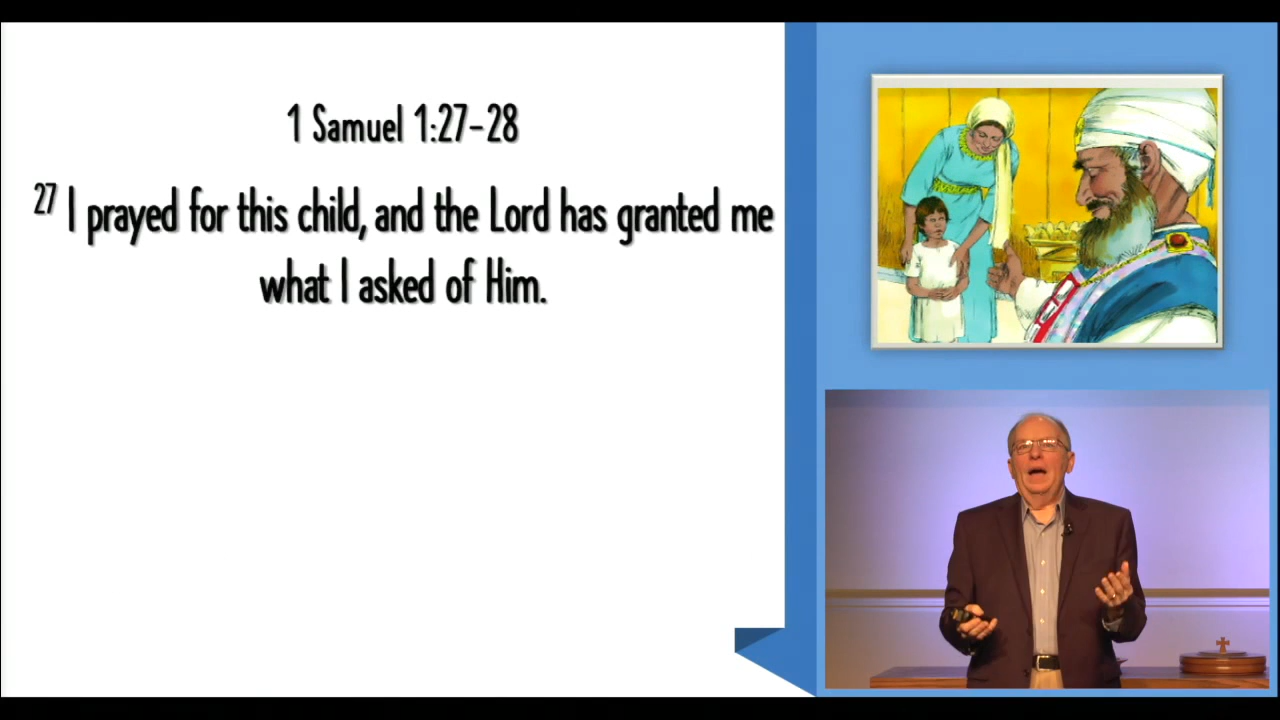 1 Samuel 1:27–28
27 I prayed for this child, and the Lord has granted me
what I asked of Him.